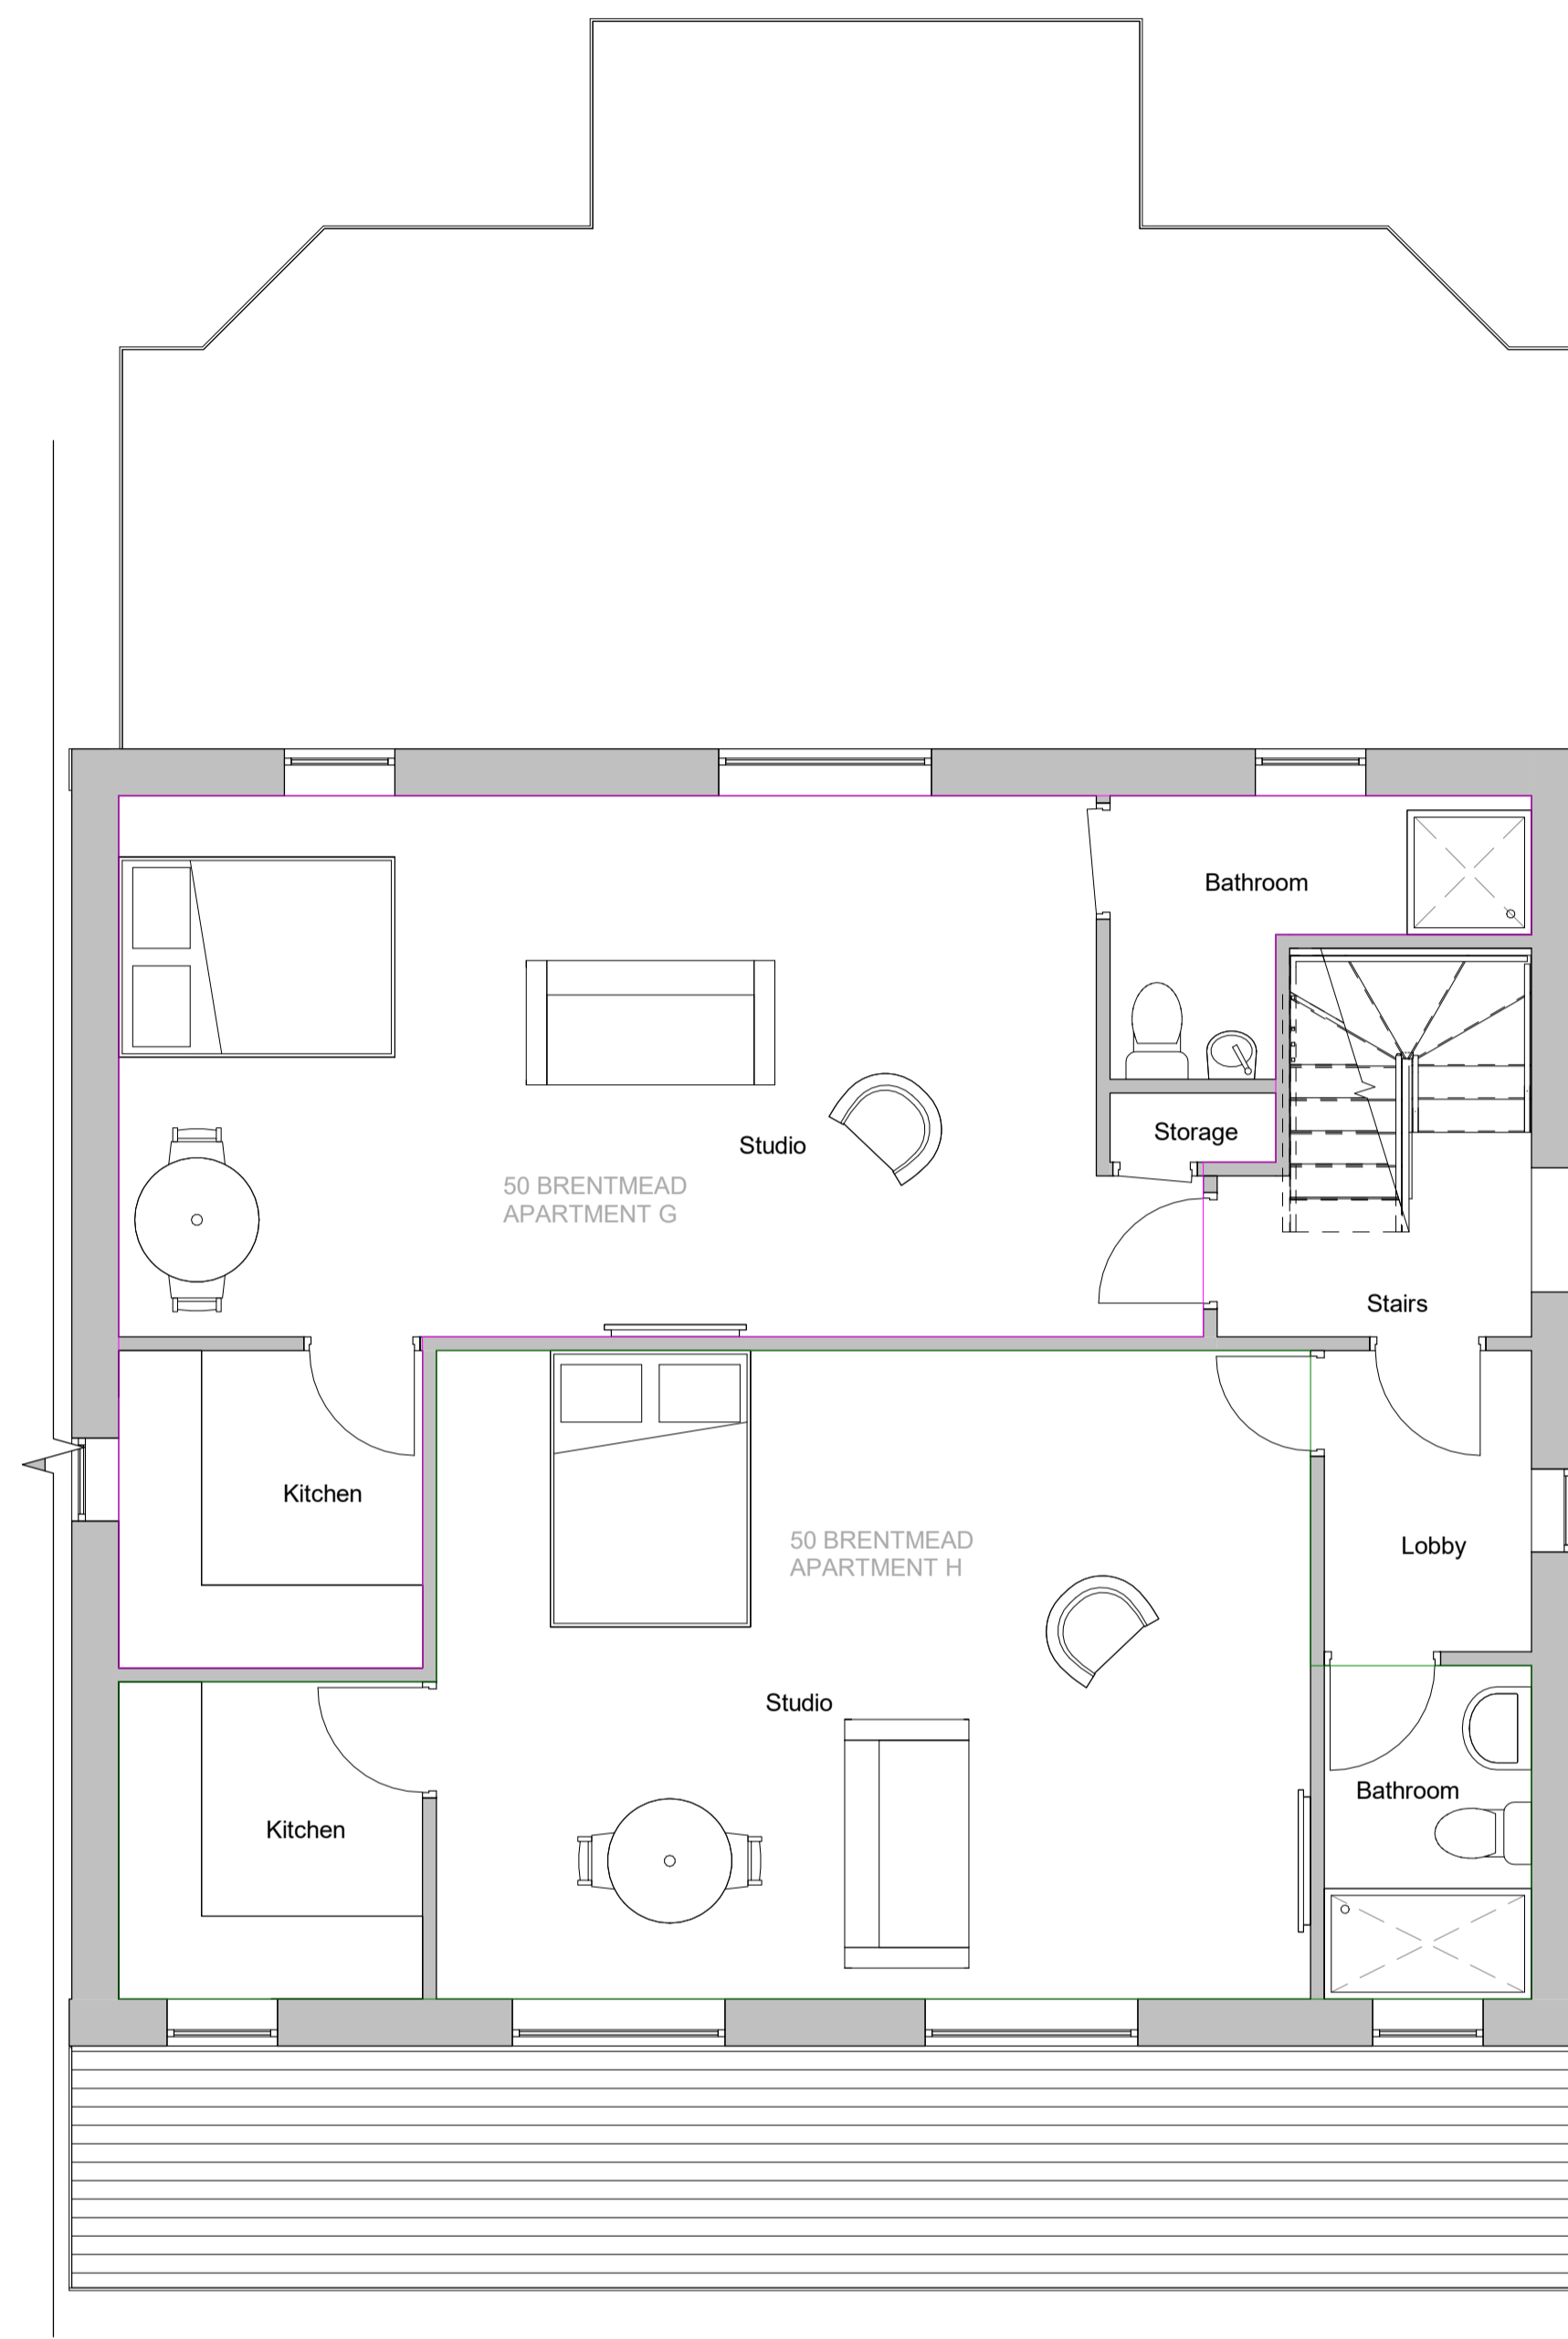 Bathroom
Storage
Studio
50 BRENTMEAD
APARTMENT G
Stairs
Kitchen
50 BRENTMEAD
APARTMENT H
Lobby
Studio
Bathroom
Kitchen